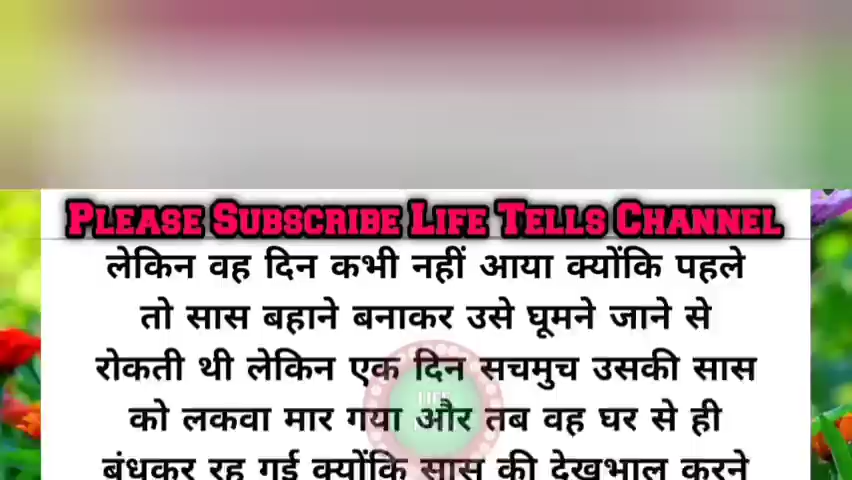 PLEASE SUBSCRIBE LIFE TELLS CHANNEL
लेकिन वह दिन कभी नहीं आया क्योंकि पहले
तो सास बहाने बनाकर उसे घूमने जाने से
रोकती थी लेकिन एक दिन सचमुच उसकी सास
को लकवा मार गया और तब वह घर से ही
बंधकर रह गई क्योंकि सास की देखभाल करने